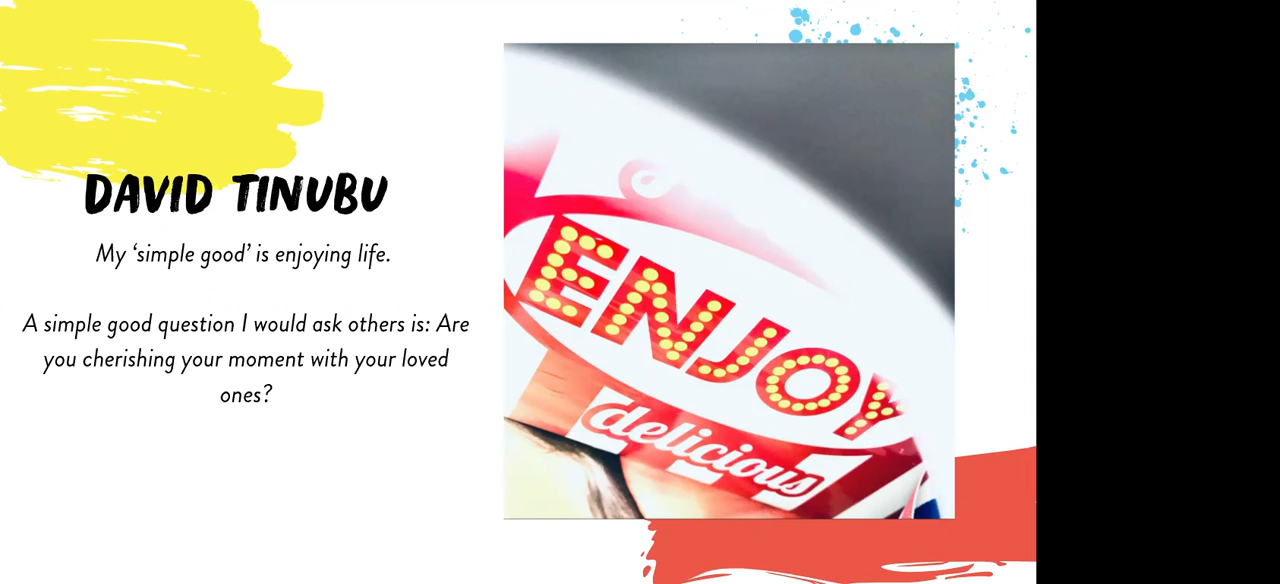 DAVID TINUBU
My ‘simple good’ is enjoying life.
A simple good question I would ask others is: Are
you cherishing your moment with your loved
ones?
ENJOY
delicious